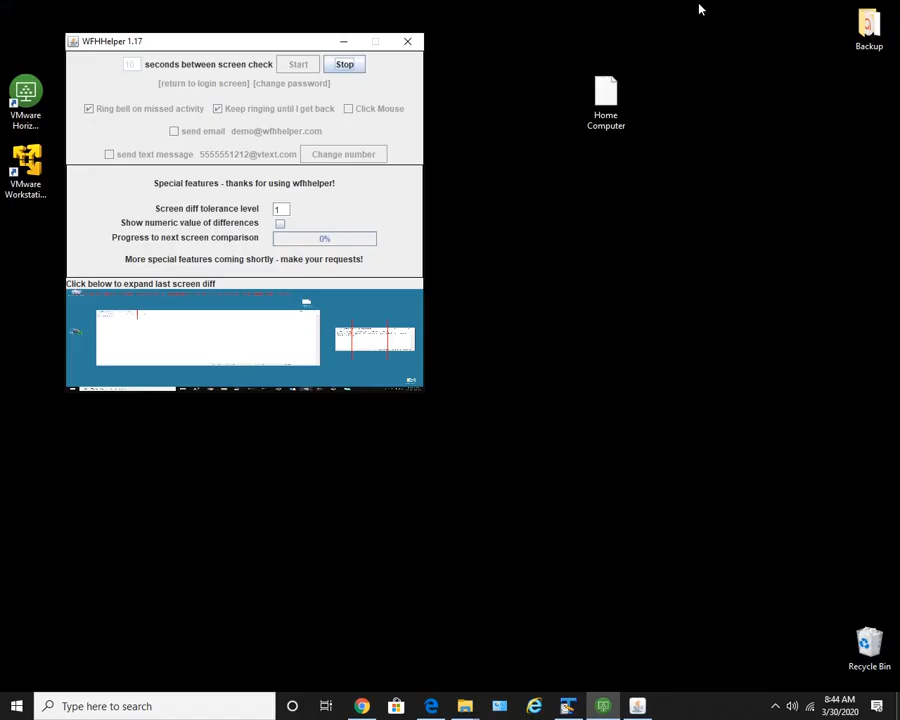 Backup
WFHHelper 1.17
10 seconds between screen check Start Stop
[return to login screen] [change password]
Ring bell on missed activity Keep ringing until I get back Click Mouse
send email demo@wfhhelper.com
send text message 5555551212@vtext.com Change number
Special features - thanks for using wfhhelper!
Screen diff tolerance level 1
Show numeric value of differences
Progress to next screen comparison 0%
More special features coming shortly - make your requests!
Click below to expand last screen diff
VMware
Horiz...
VMware
Workstati...
Home
Computer
Recycle Bin
Type here to search
8:44 AM
3/30/2020